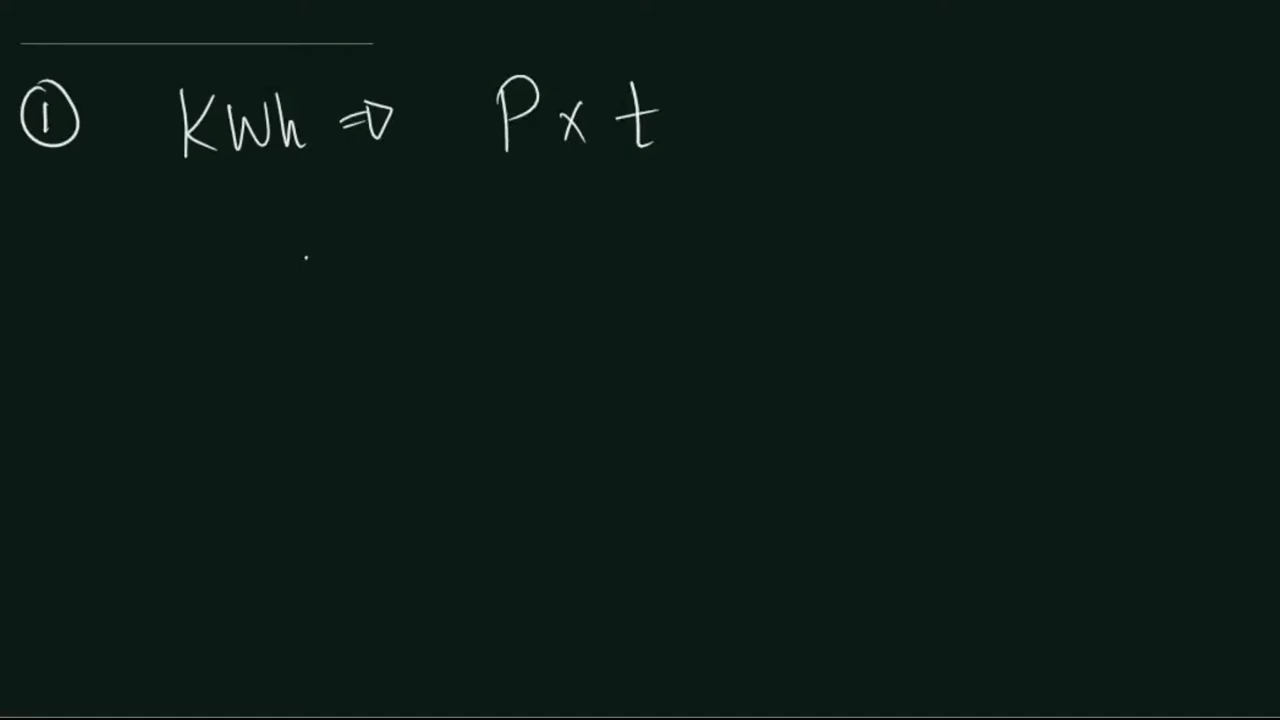 ① KWh ⇒ P x t